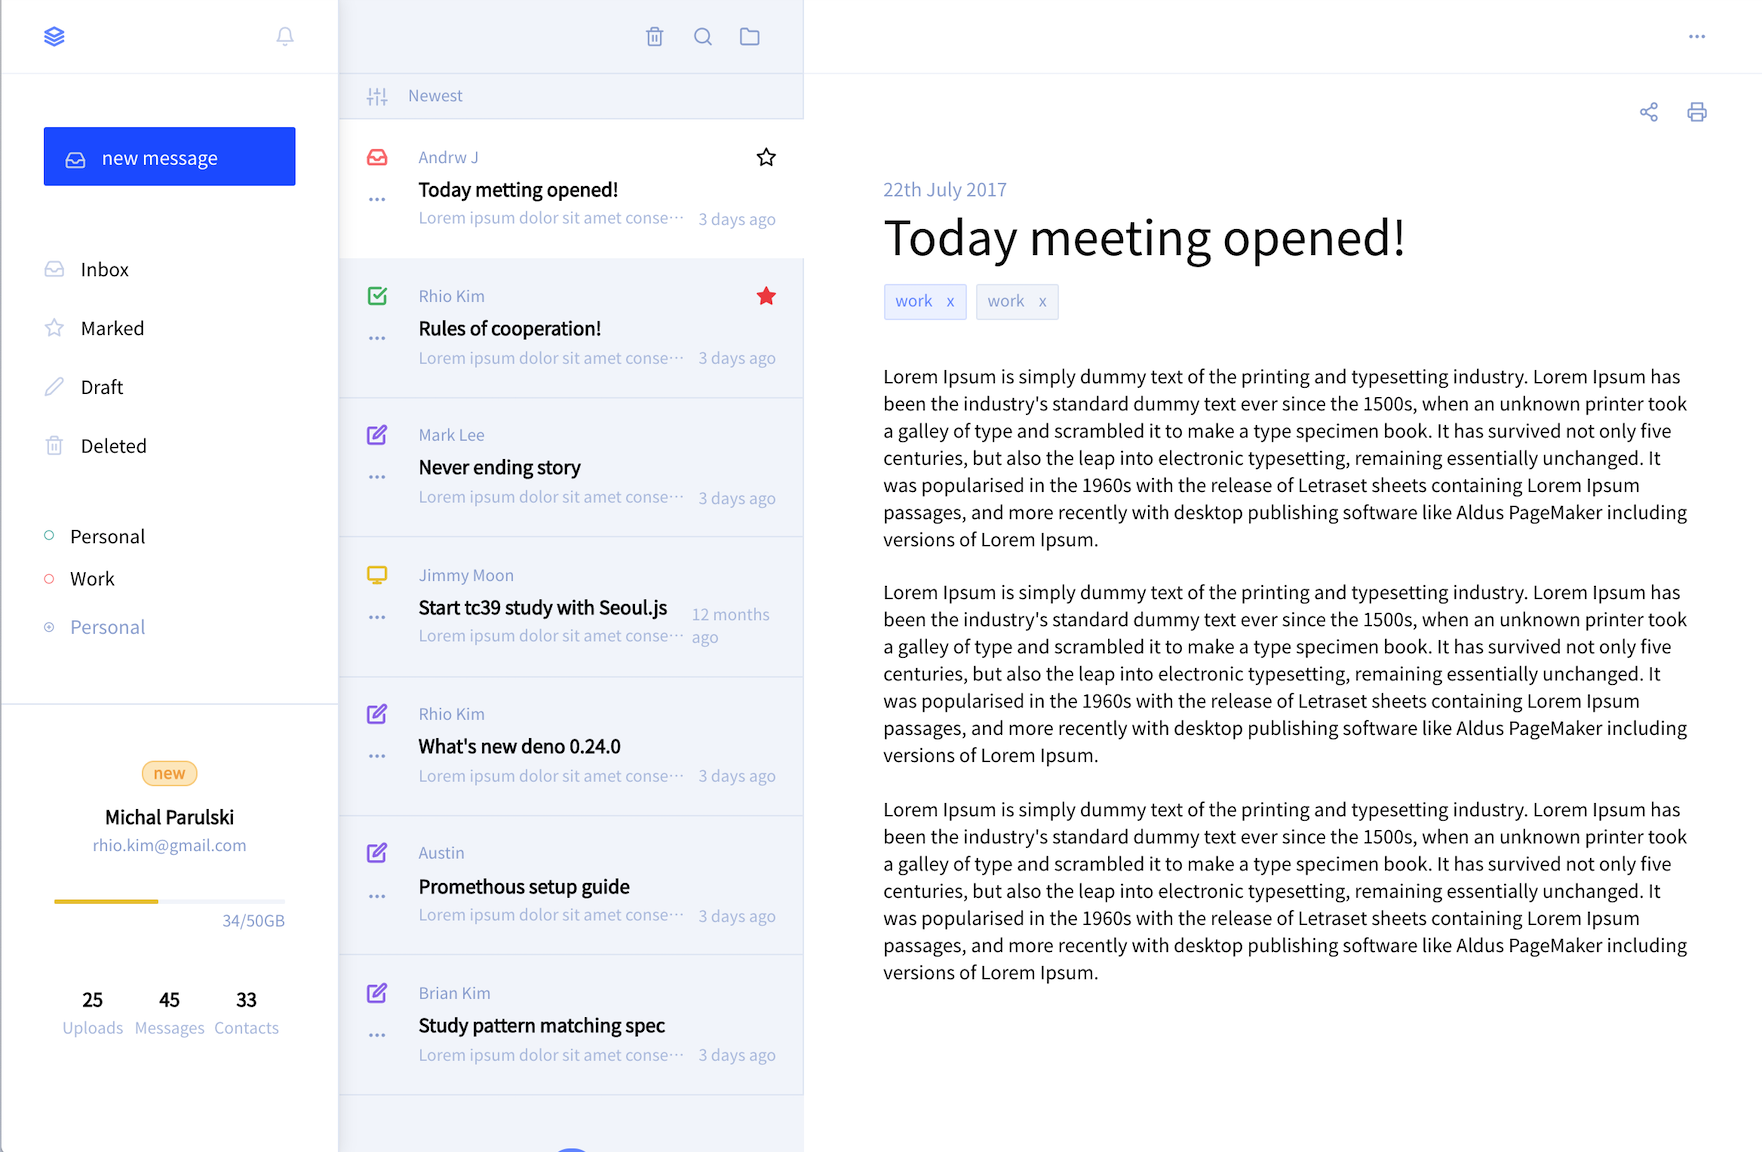 new message
Inbox
Marked
Draft
Deleted
Personal
Work
Personal
new
Michal Parulski
rhio.kim@gmail.com
34/50GB
25 45 33
Uploads Messages Contacts
Newest
Andrw J
Today metting opened!
Lorem ipsum dolor sit amet conse··· 3 days ago
Rhio Kim
Rules of cooperation!
Lorem ipsum dolor sit amet conse··· 3 days ago
Mark Lee
Never ending story
Lorem ipsum dolor sit amet conse··· 3 days ago
Jimmy Moon
Start tc39 study with Seoul.js
Lorem ipsum dolor sit amet conse···
12 months
ago
Rhio Kim
What's new deno 0.24.0
Lorem ipsum dolor sit amet conse··· 3 days ago
Austin
Promethous setup guide
Lorem ipsum dolor sit amet conse··· 3 days ago
Brian Kim
Study pattern matching spec
Lorem ipsum dolor sit amet conse··· 3 days ago
22th July 2017
Today meeting opened!
work x work x
Lorem Ipsum is simply dummy text of the printing and typesetting industry. Lorem Ipsum has
been the industry's standard dummy text ever since the 1500s, when an unknown printer took
a galley of type and scrambled it to make a type specimen book. It has survived not only five
centuries, but also the leap into electronic typesetting, remaining essentially unchanged. It
was popularised in the 1960s with the release of Letraset sheets containing Lorem Ipsum
passages, and more recently with desktop publishing software like Aldus PageMaker including
versions of Lorem Ipsum.
Lorem Ipsum is simply dummy text of the printing and typesetting industry. Lorem Ipsum has
been the industry's standard dummy text ever since the 1500s, when an unknown printer took
a galley of type and scrambled it to make a type specimen book. It has survived not only five
centuries, but also the leap into electronic typesetting, remaining essentially unchanged. It
was popularised in the 1960s with the release of Letraset sheets containing Lorem Ipsum
passages, and more recently with desktop publishing software like Aldus PageMaker including
versions of Lorem Ipsum.
Lorem Ipsum is simply dummy text of the printing and typesetting industry. Lorem Ipsum has
been the industry's standard dummy text ever since the 1500s, when an unknown printer took
a galley of type and scrambled it to make a type specimen book. It has survived not only five
centuries, but also the leap into electronic typesetting, remaining essentially unchanged. It
was popularised in the 1960s with the release of Letraset sheets containing Lorem Ipsum
passages, and more recently with desktop publishing software like Aldus PageMaker including
versions of Lorem Ipsum.